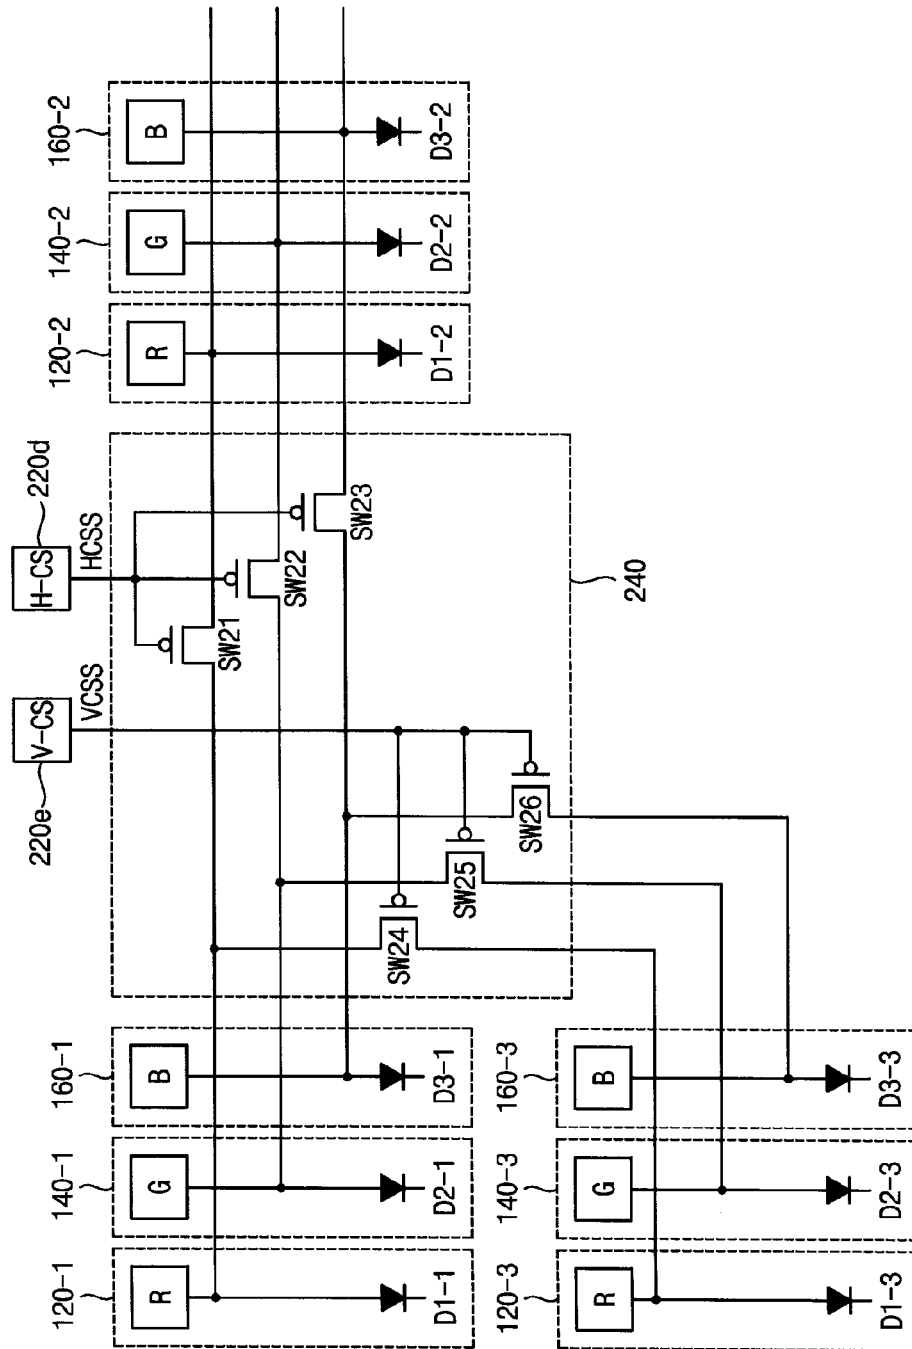 220e
V-CS
VCSS
H-CS
220d
HCSS
120-1
140-1
160-1
120-2
140-2
160-2
R
G
B
R
G
B
SW21
SW22
SW23
SW24
SW25
SW26
D1-1
D2-1
D3-1
D1-2
D2-2
D3-2
240
120-3
140-3
160-3
R
G
B
D1-3
D2-3
D3-3